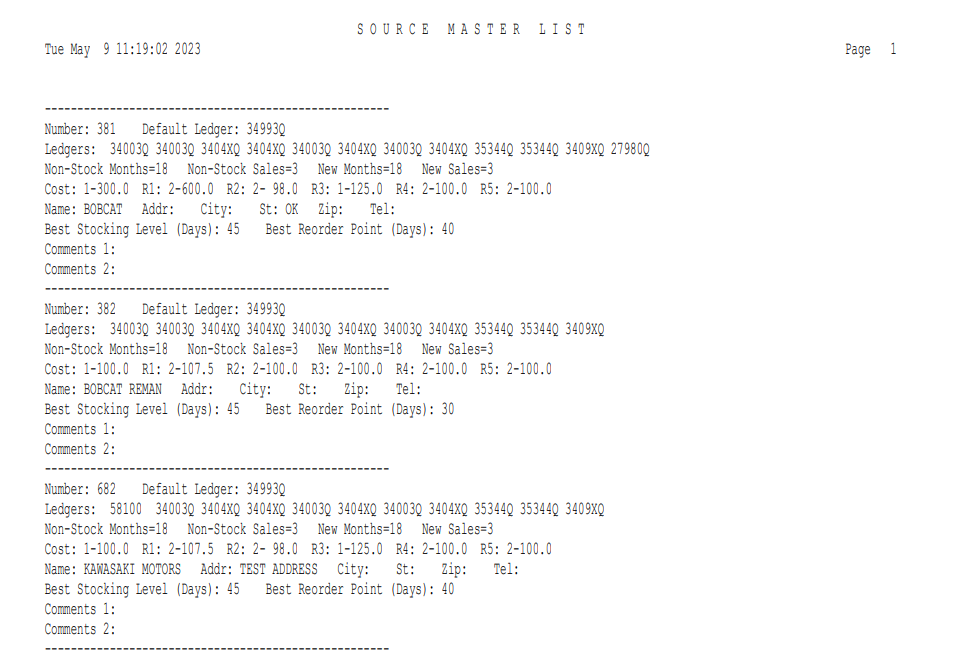 S O U R C E   M A S T E R   L I S T
Tue May  9 11:19:02 2023                                        Page   1
-----------------------------------------------------
Number: 381    Default Ledger: 34993Q
Ledgers:  34003Q 34003Q 3404XQ 3404XQ 34003Q 3404XQ 34003Q 3404XQ 35344Q 35344Q 3409XQ 27980Q
Non-Stock Months=18   Non-Stock Sales=3   New Months=18   New Sales=3
Cost: 1-300.0  R1: 2-600.0  R2: 2- 98.0  R3: 1-125.0  R4: 2-100.0  R5: 2-100.0
Name: BOBCAT   Addr:    City:    St: OK   Zip:    Tel:
Best Stocking Level (Days): 45    Best Reorder Point (Days): 40
Comments 1:
Comments 2:
-----------------------------------------------------
Number: 382    Default Ledger: 34993Q
Ledgers:  34003Q 34003Q 3404XQ 3404XQ 34003Q 3404XQ 34003Q 3404XQ 35344Q 35344Q 3409XQ
Non-Stock Months=18   Non-Stock Sales=3   New Months=18   New Sales=3
Cost: 1-100.0  R1: 2-107.5  R2: 2-100.0  R3: 2-100.0  R4: 2-100.0  R5: 2-100.0
Name: BOBCAT REMAN   Addr:    City:    St:    Zip:    Tel:
Best Stocking Level (Days): 45    Best Reorder Point (Days): 30
Comments 1:
Comments 2:
-----------------------------------------------------
Number: 682    Default Ledger: 34993Q
Ledgers:  58100  34003Q 3404XQ 3404XQ 34003Q 3404XQ 34003Q 3404XQ 35344Q 35344Q 3409XQ
Non-Stock Months=18   Non-Stock Sales=3   New Months=18   New Sales=3
Cost: 1-100.0  R1: 2-107.5  R2: 2- 98.0  R3: 1-125.0  R4: 2-100.0  R5: 2-100.0
Name: KAWASAKI MOTORS   Addr: TEST ADDRESS   City:    St:    Zip:    Tel:
Best Stocking Level (Days): 45    Best Reorder Point (Days): 40
Comments 1:
Comments 2:
-----------------------------------------------------